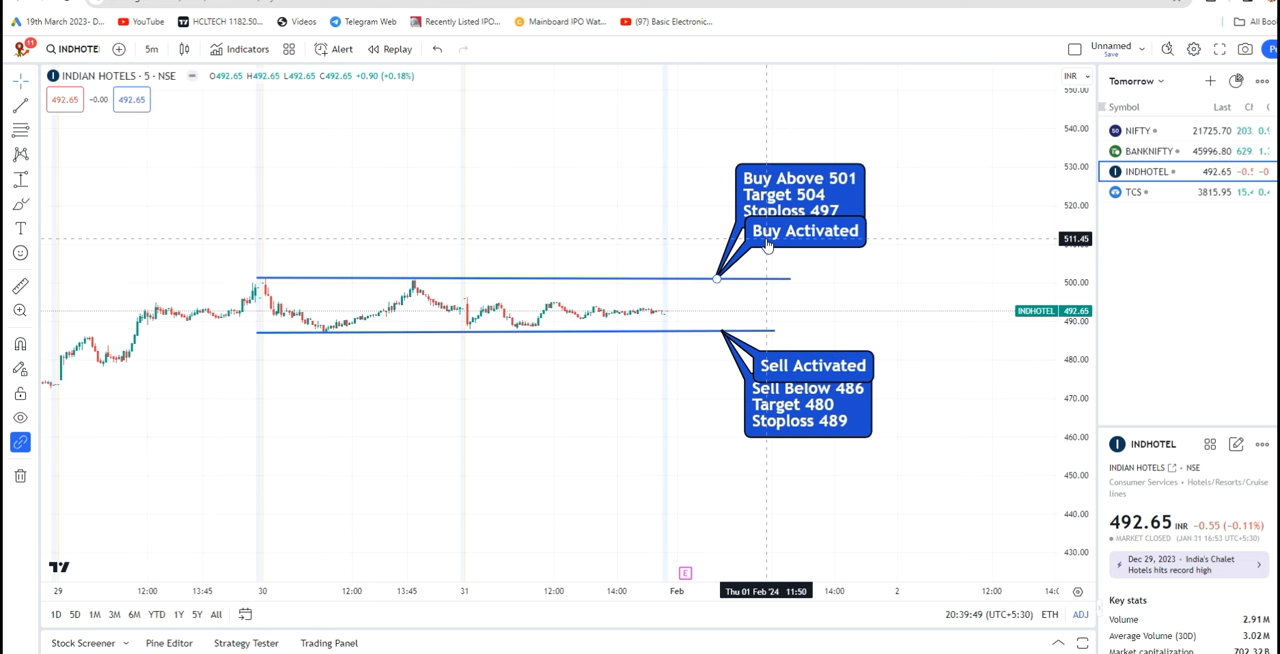 19th March 2023- D...
YouTube
HCLTECH 1182.50...
Videos
Telegram Web
Recently Listed IPO...
Mainboard IPO Wat...
(97) Basic Electronic...
All Boo
11
INDHOTE
5m
Indicators
Alert
Replay
Unnamed
Save
INDIAN HOTELS · 5 · NSE
O492.65 H492.65 L492.65 C492.65 +0.90 (+0.18%)
492.65
-0.00
492.65
INR
550.00
540.00
530.00
520.00
511.45
500.00
INDHOTEL 492.65
490.00
480.00
470.00
460.00
450.00
440.00
430.00
Buy Above 501
Target 504
Stoploss 497
Buy Activated
Sell Activated
Sell Below 486
Target 480
Stoploss 489
E
29
12:00
13:45
30
12:00
13:45
31
12:00
14:00
Feb
Thu 01 Feb '24 11:50
14:00
2
12:00
1D 5D 1M 3M 6M YTD 1Y 5Y All
20:39:49 (UTC+5:30)
ETH
ADJ
Stock Screener
Pine Editor
Strategy Tester
Trading Panel
Tomorrow
Symbol
Last
NIFTY
21725.70
203.
BANKNIFTY
45996.80
629.
INDHOTEL
492.65
TCS
3815.95
INDHOTEL
INDIAN HOTELS · NSE
Consumer Services • Hotels/Resorts/Cruise
lines
492.65 INR -0.55 (-0.11%)
MARKET CLOSED (JAN 31 16:53 UTC+5:30)
Dec 29, 2023 · India's Chalet
Hotels hits record high
Key stats
Volume 2.91M
Average Volume (30D) 3.02M
Market capitalization 702.32B